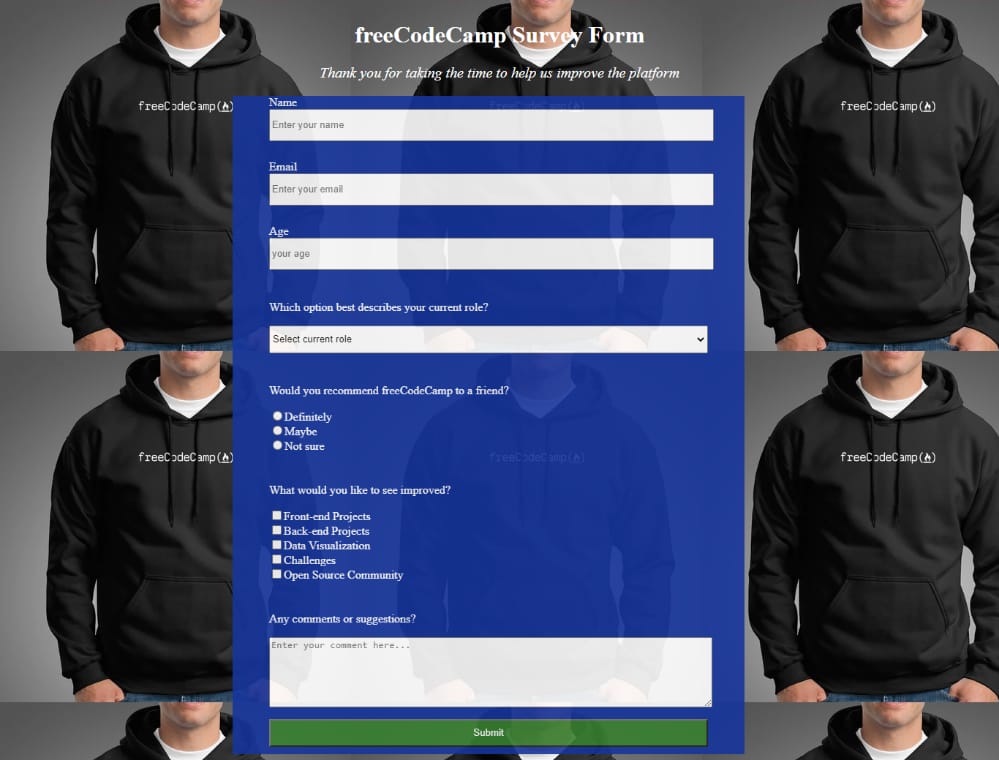 freeCodeCamp Survey Form
Thank you for taking the time to help us improve the platform
freeCodeCamp(🔥)
freeCodeCamp(🔥)
freeCodeCamp(🔥)
Name
Enter your name
Email
Enter your email
Age
your age
Which option best describes your current role?
Select current role
Would you recommend freeCodeCamp to a friend?
Definitely
Maybe
Not sure
freeCodeCamp(🔥)
freeCodeCamp(🔥)
freeCodeCamp(🔥)
What would you like to see improved?
Front-end Projects
Back-end Projects
Data Visualization
Challenges
Open Source Community
Any comments or suggestions?
Enter your comment here...
Submit